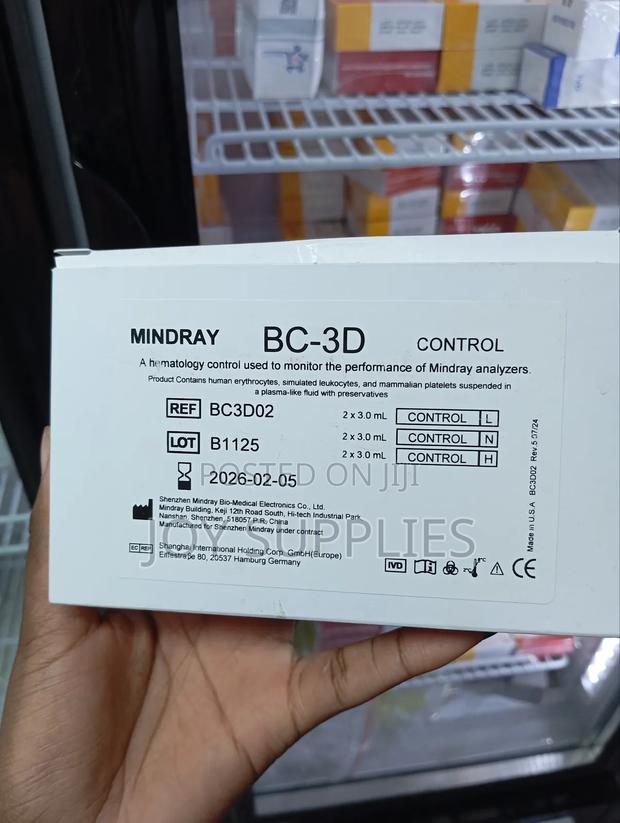 MINDRAY BC-3D CONTROL
A hematology control used to monitor the performance of Mindray analyzers.
Product Contains human erythrocytes, simulated leukocytes, and mammalian platelets suspended in
a plasma-like fluid with preservatives
REF BC3D02
2 x 3.0 mL CONTROL L
LOT B1125
2 x 3.0 mL CONTROL N
2 x 3.0 mL CONTROL H
2026-02-05
POSTED ON JIJI
Shenzhen Mindray Bio-Medical Electronics Co., Ltd.
Mindray Building, Keji 12th Road South, Hi-tech Industrial Park,
Nanshan, Shenzhen, 518057 P.R. China
Manufactured for Shenzhen Mindray under contract
JOY SUPPLIES
EC REP Shanghai International Holding Corp. GmbH(Europe)
Eiffestraße 80, 20537 Hamburg Germany
IVD
2°C
8°C
CE
Made in U.S.A BC3D02 Rev.5 07/24